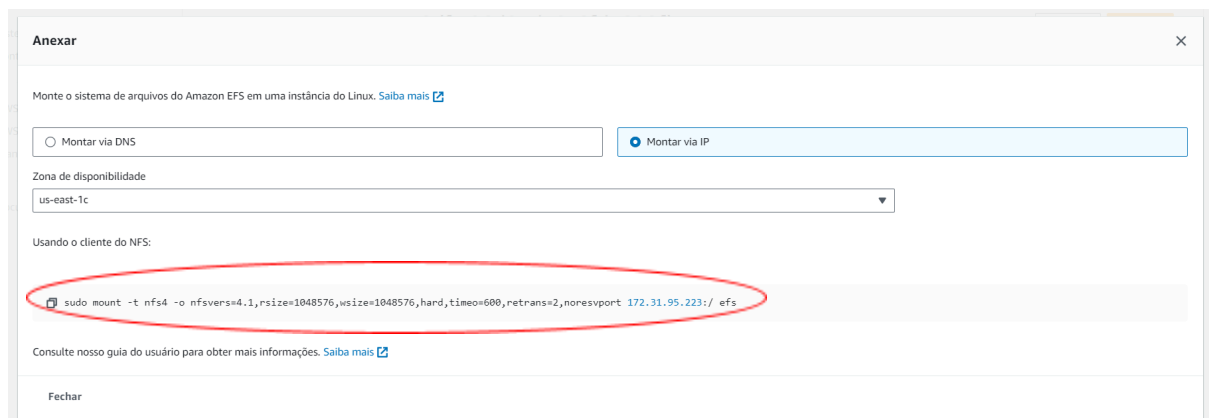 Anexar
Monte o sistema de arquivos do Amazon EFS em uma instância do Linux. Saiba mais
Montar via DNS
Montar via IP
Zona de disponibilidade
us-east-1c
Usando o cliente do NFS:
sudo mount -t nfs4 -o nfsvers=4.1,rsize=1048576,wsize=1048576,hard,timeo=600,retrans=2,noresvport 172.31.95.223:/ efs
Consulte nosso guia do usuário para obter mais informações. Saiba mais
Fechar